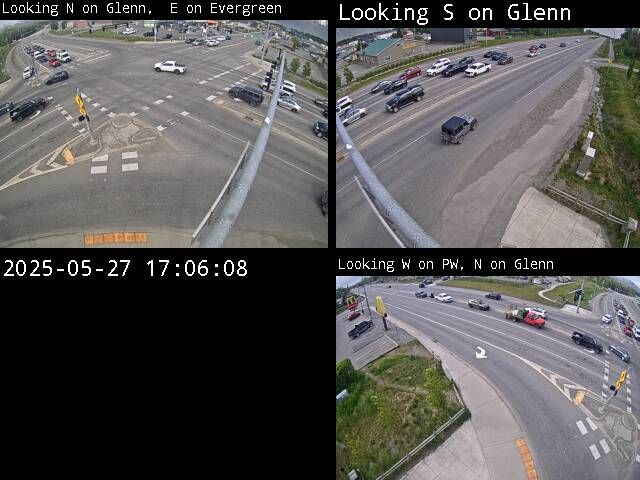 Looking N on Glenn,  E on Evergreen
Looking S on Glenn
2025-05-27 17:06:08
Looking W on PW, N on Glenn